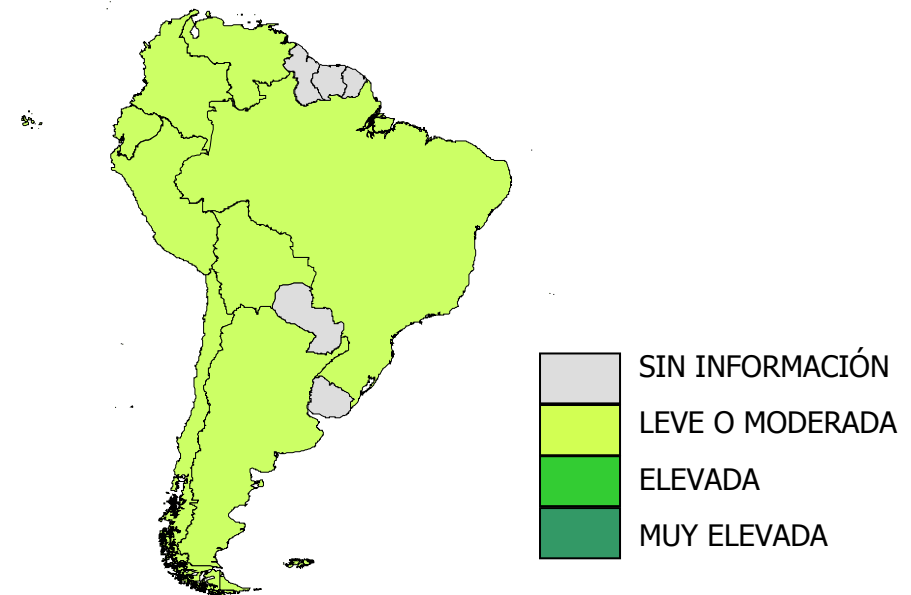 SIN INFORMACIÓN
LEVE O MODERADA
ELEVADA
MUY ELEVADA